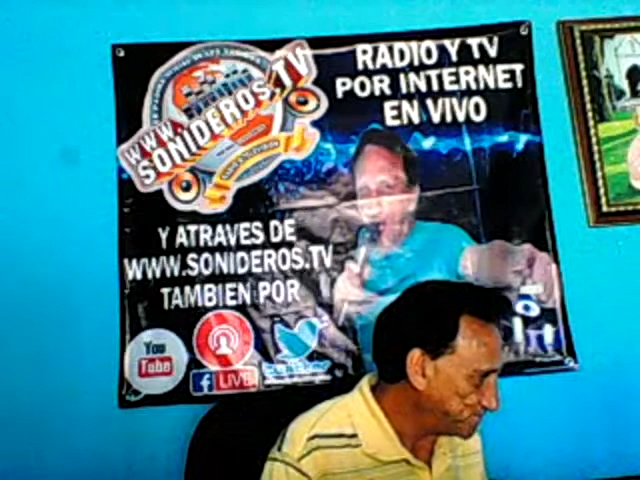 WWW.
SONIDEROS.TV
RADIO Y TV
POR INTERNET
EN VIVO
Y ATRAVES DE
WWW.SONIDEROS.TV
TAMBIEN POR
You
Tube
f LIVE